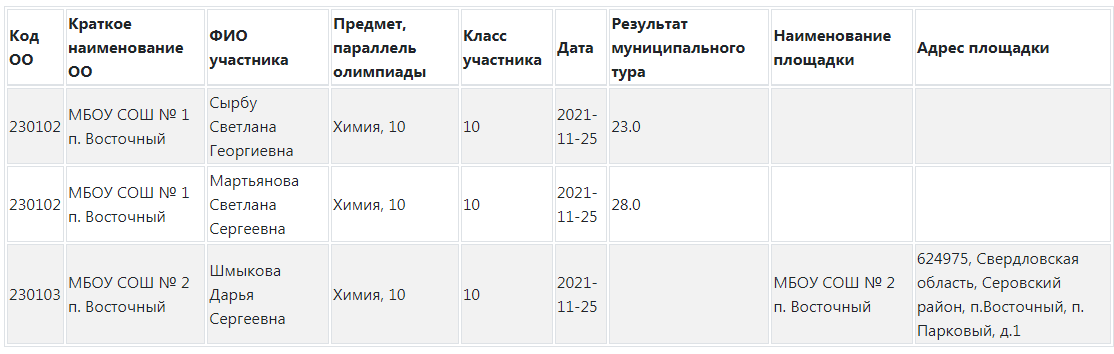 Код ОО
Краткое наименование ОО
ФИО участника
Предмет, параллель олимпиады
Класс участника
Дата
Результат муниципального тура
Наименование площадки
Адрес площадки
230102
МБОУ СОШ № 1
п. Восточный
Сырбу
Светлана
Георгиевна
Химия, 10
10
2021-
11-25
23.0
230102
МБОУ СОШ № 1
п. Восточный
Мартьянова
Светлана
Сергеевна
Химия, 10
10
2021-
11-25
28.0
230103
МБОУ СОШ № 2
п. Восточный
Шмыкова
Дарья
Сергеевна
Химия, 10
10
2021-
11-25
МБОУ СОШ № 2
п. Восточный
624975, Свердловская
область, Серовский
район, п.Восточный, п.
Парковый, д.1